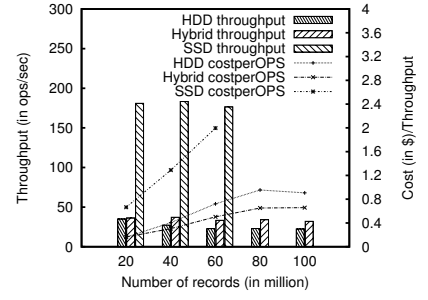 300
250
200
150
100
50
0
4
3.6
3.2
2.8
2.4
2
1.6
1.2
0.8
0.4
0
HDD throughput
Hybrid throughput
SSD throughput
HDD costperOPS
Hybrid costperOPS
SSD costperOPS
Throughput (in ops/sec)
Cost (in $)/Throughput
20 40 60 80 100
Number of records (in million)